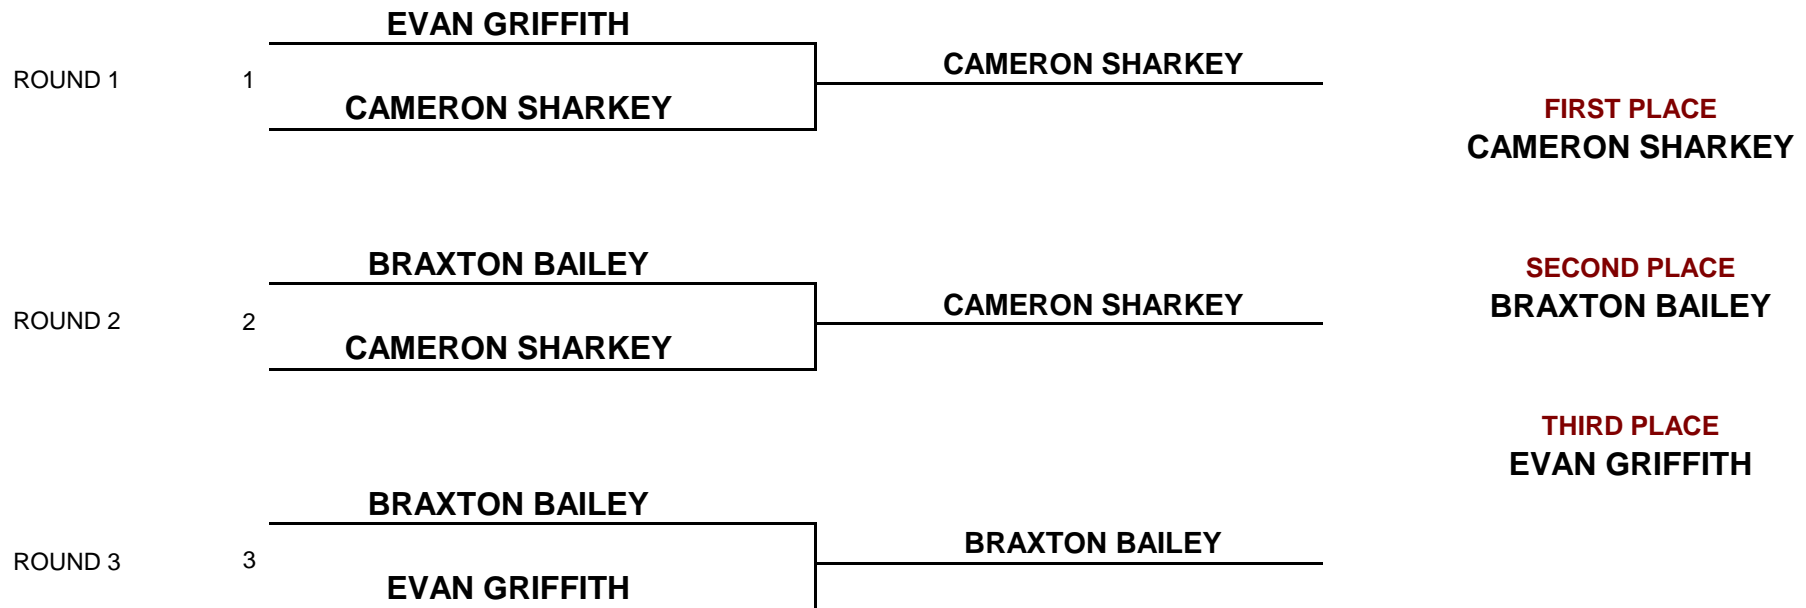 EVAN GRIFFITH
ROUND 1
1
CAMERON SHARKEY
CAMERON SHARKEY
FIRST PLACE
CAMERON SHARKEY
BRAXTON BAILEY
ROUND 2
2
CAMERON SHARKEY
CAMERON SHARKEY
SECOND PLACE
BRAXTON BAILEY
THIRD PLACE
EVAN GRIFFITH
BRAXTON BAILEY
ROUND 3
3
EVAN GRIFFITH
BRAXTON BAILEY